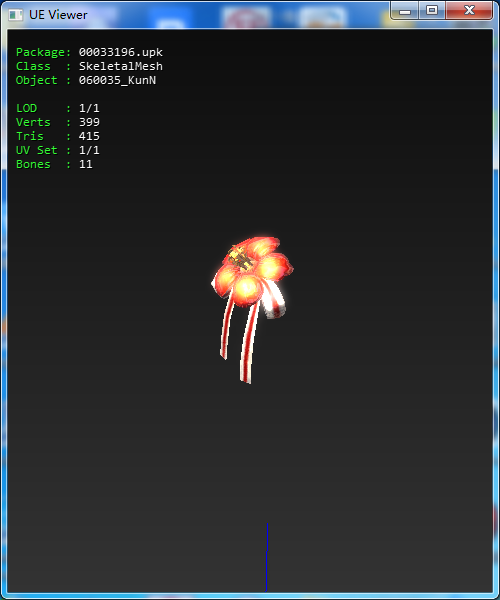 UE Viewer
Package: 00033196.upk
Class : SkeletalMesh
Object : 060035_KunN
LOD : 1/1
Verts : 399
Tris : 415
UV Set : 1/1
Bones : 11